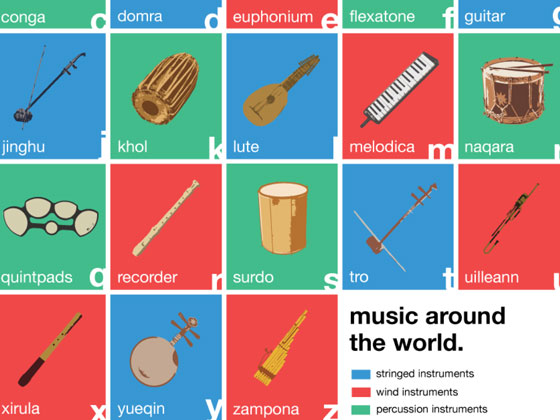 conga c domra d euphonium e flexatone f guitar g
jinghu j khol k lute l melodica m naqara n
quintpads q recorder r surdo s tro t uilleann u
xirula x yueqin y zampona z
music around
the world.
stringed instruments
wind instruments
percussion instruments